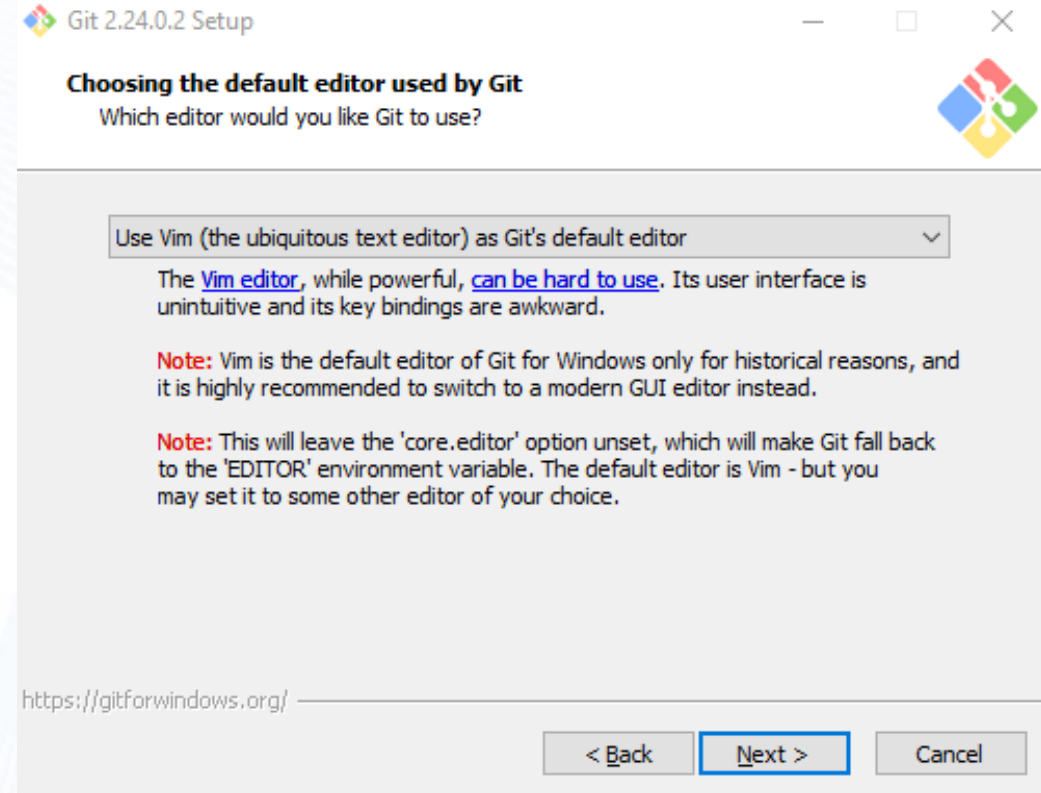 Git 2.24.0.2 Setup
Choosing the default editor used by Git
Which editor would you like Git to use?
Use Vim (the ubiquitous text editor) as Git's default editor
The Vim editor, while powerful, can be hard to use. Its user interface is
unintuitive and its key bindings are awkward.
Note: Vim is the default editor of Git for Windows only for historical reasons, and
it is highly recommended to switch to a modern GUI editor instead.
Note: This will leave the 'core.editor' option unset, which will make Git fall back
to the 'EDITOR' environment variable. The default editor is Vim - but you
may set it to some other editor of your choice.
https://gitforwindows.org/
< Back Next > Cancel